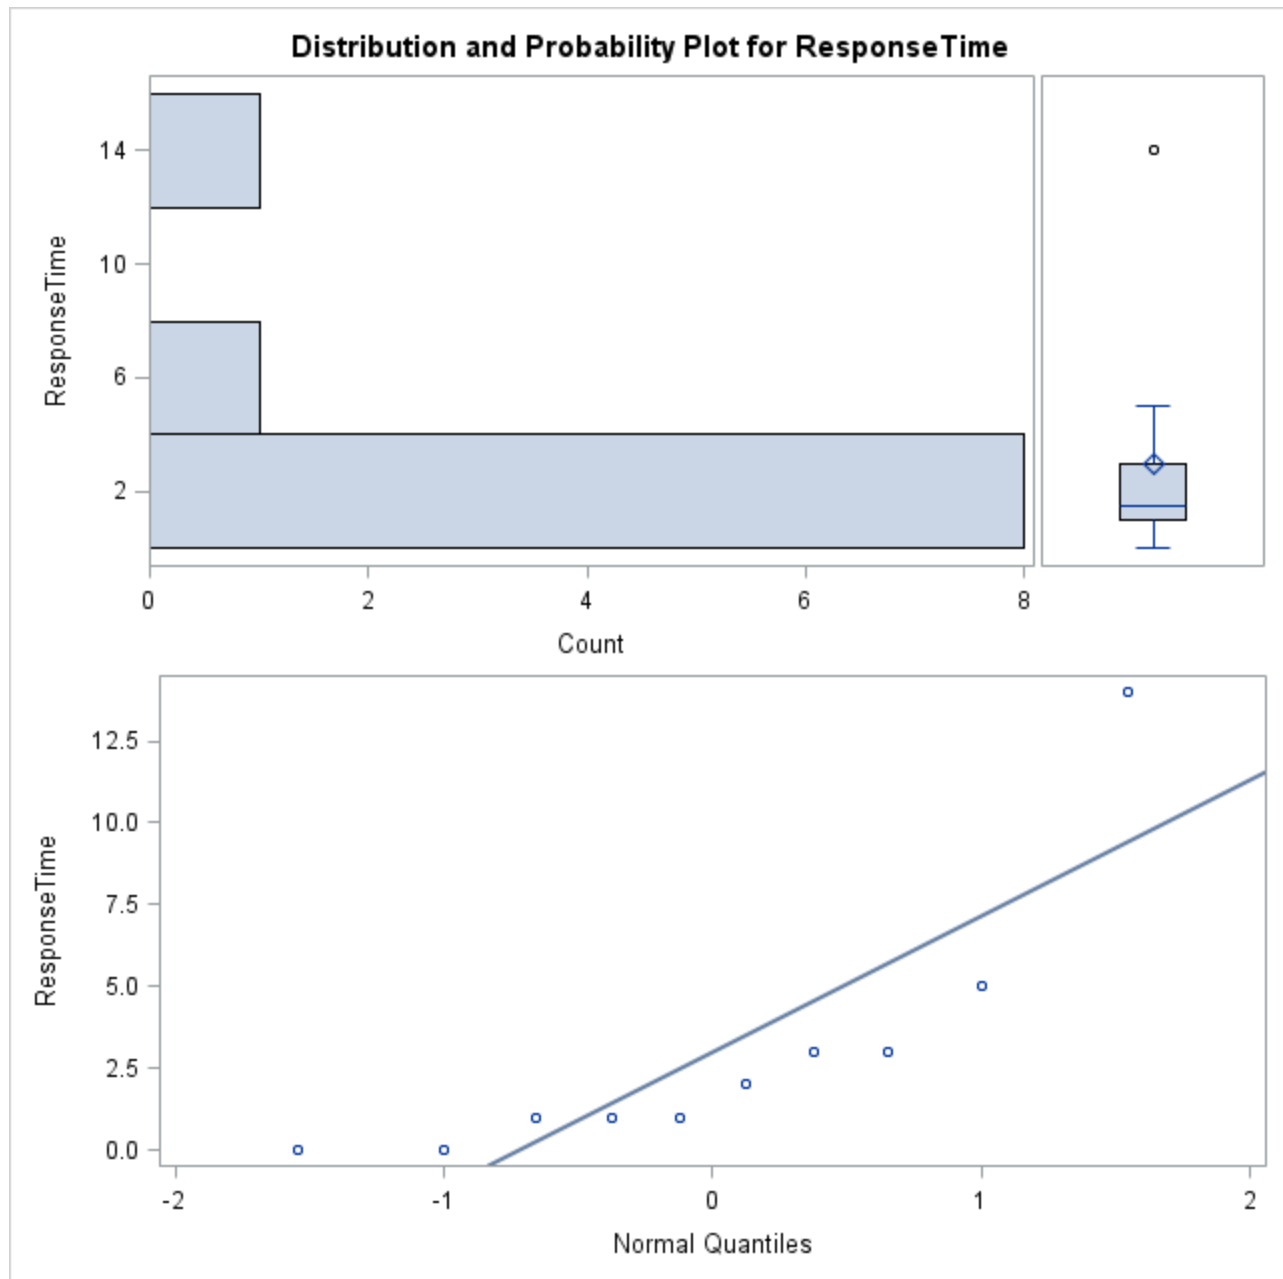 Distribution and Probability Plot for ResponseTime
14
10
6
2
ResponseTime
0 2 4 6 8
Count
12.5
10.0
7.5
5.0
2.5
0.0
ResponseTime
-2 -1 0 1 2
Normal Quantiles